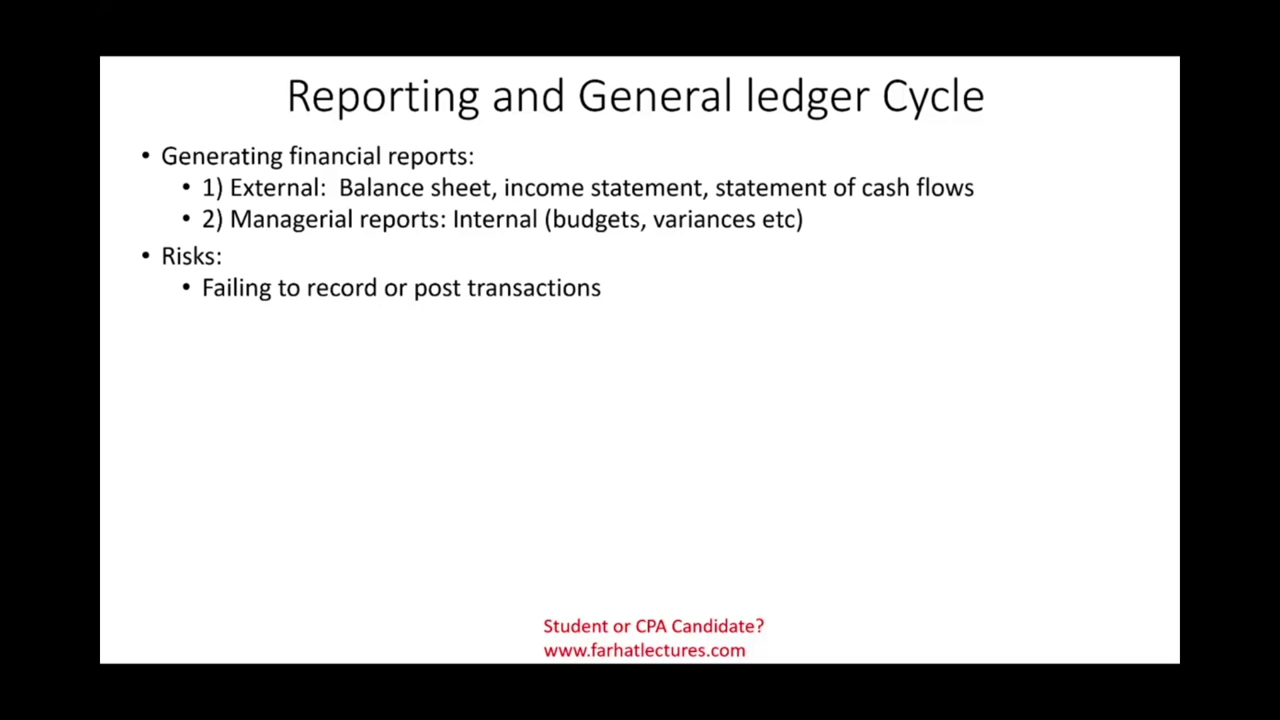 Reporting and General ledger Cycle
• Generating financial reports:
• 1) External:  Balance sheet, income statement, statement of cash flows
• 2) Managerial reports: Internal (budgets, variances etc)
• Risks:
• Failing to record or post transactions
Student or CPA Candidate?
www.farhatlectures.com